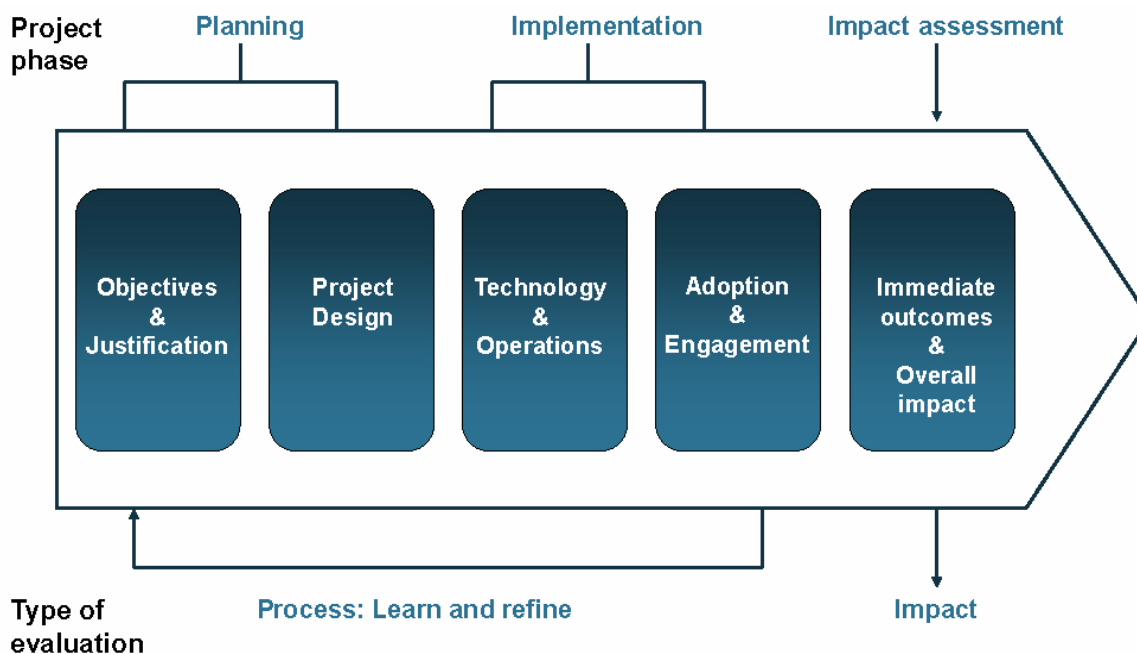 Project
phase
Planning
Implementation
Impact assessment
Objectives
&
Justification
Project
Design
Technology
&
Operations
Adoption
&
Engagement
Immediate
outcomes
&
Overall
impact
Type of
evaluation
Process: Learn and refine
Impact